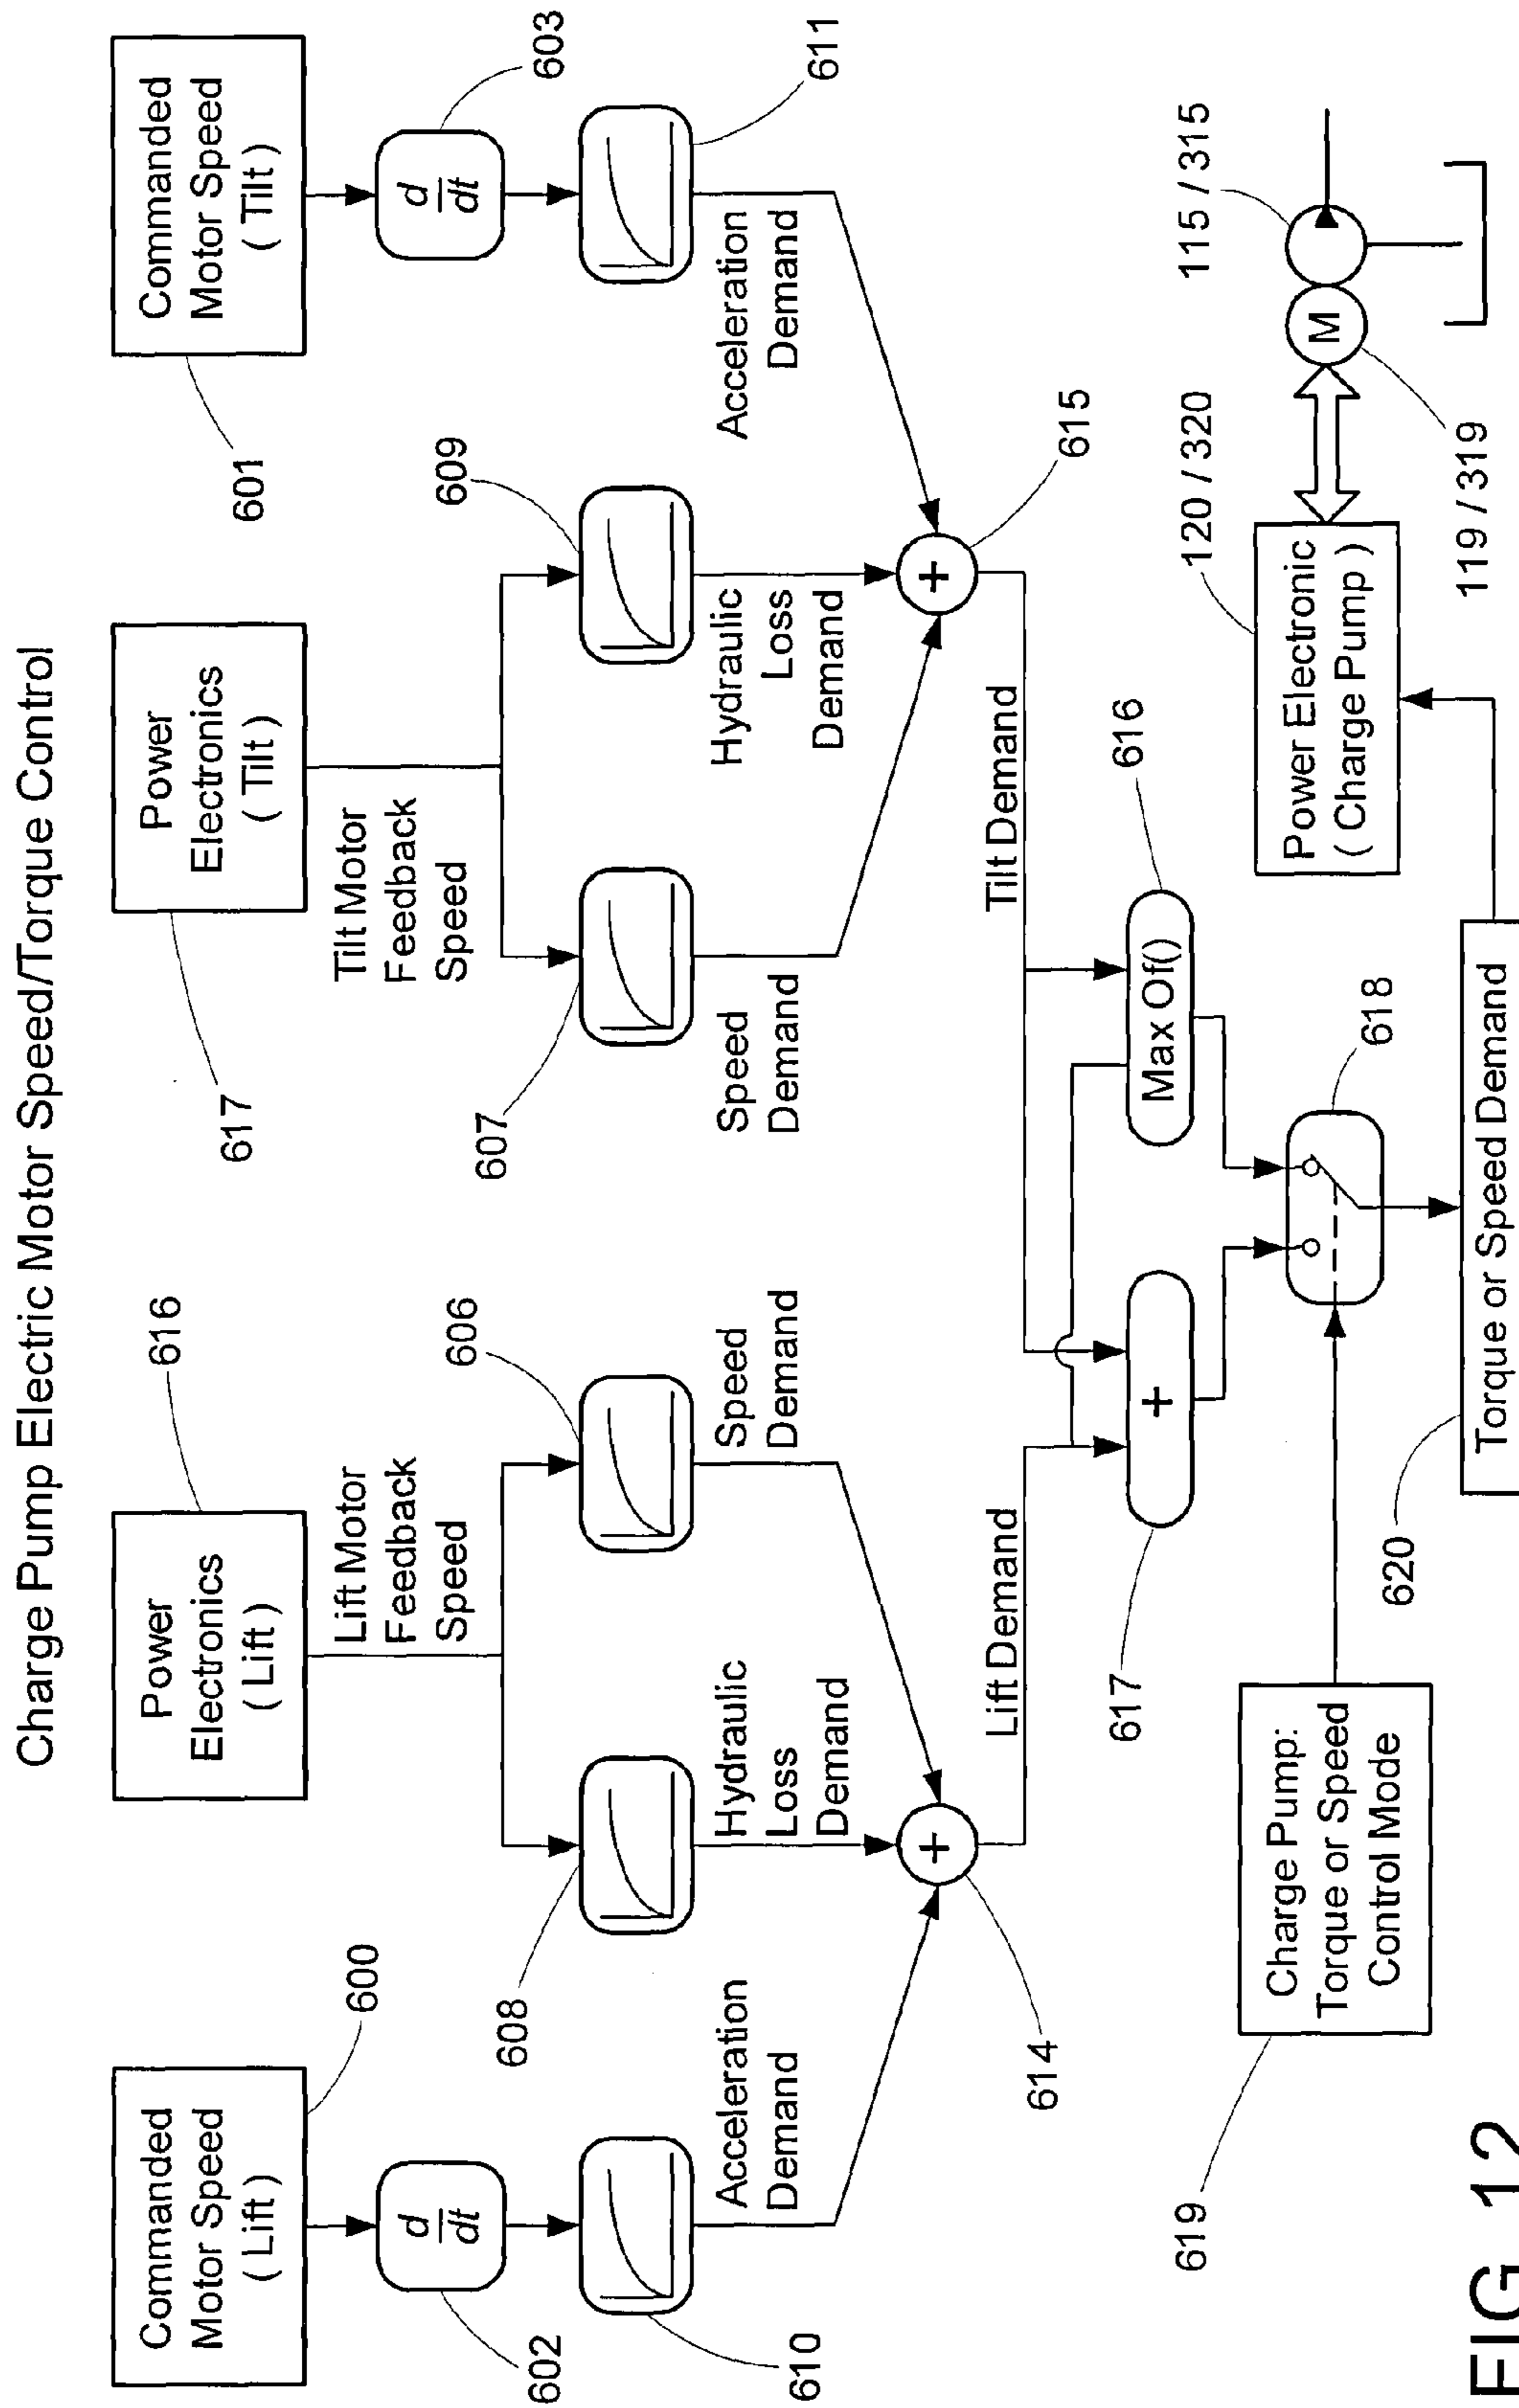 Charge Pump Electric Motor Speed/Torque Control
Commanded
Motor Speed
( Lift )
600
Power
Electronics
( Lift )
616
Power
Electronics
( Tilt )
617
Commanded
Motor Speed
( Tilt )
601
d
dt
602
Lift Motor
Feedback
Speed
Tilt Motor
Feedback
Speed
d
dt
603
610
608
606
607
609
611
Acceleration
Demand
Hydraulic
Loss
Demand
Speed
Demand
Speed
Demand
Hydraulic
Loss
Demand
Acceleration
Demand
+
614
+
615
Lift Demand
Tilt Demand
617
+
Max Of()
616
619
Charge Pump:
Torque or Speed
Control Mode
618
620
Torque or Speed Demand
120 / 320
Power Electronic
( Charge Pump )
M
119 / 319
115 / 315
FIG. 12